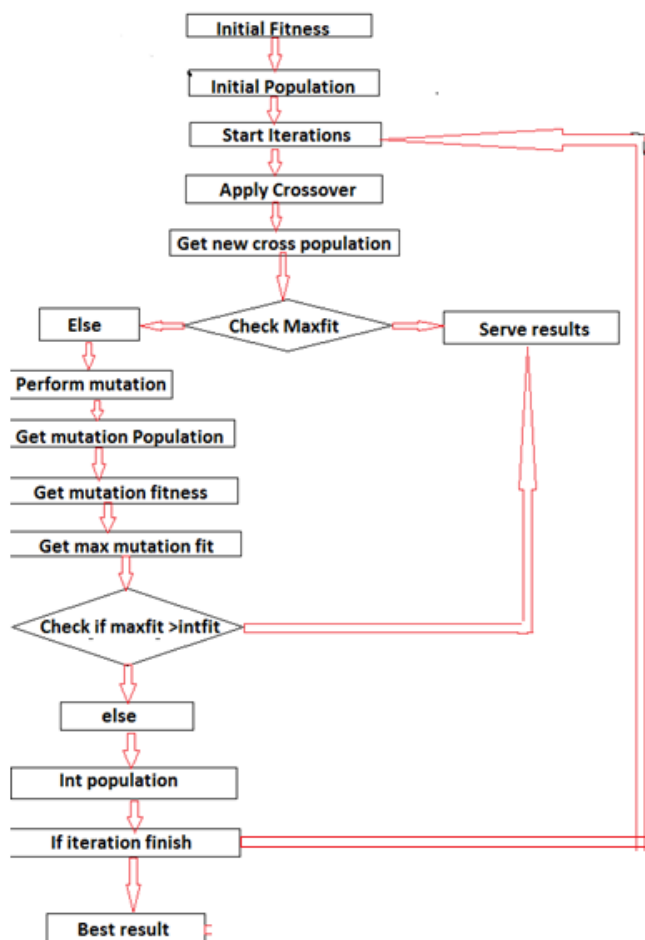 Initial Fitness
Initial Population
Start Iterations
Apply Crossover
Get new cross population
Else
Check Maxfit
Serve results
Perform mutation
Get mutation Population
Get mutation fitness
Get max mutation fit
Check if maxfit >intfit
else
Int population
If iteration finish
Best result